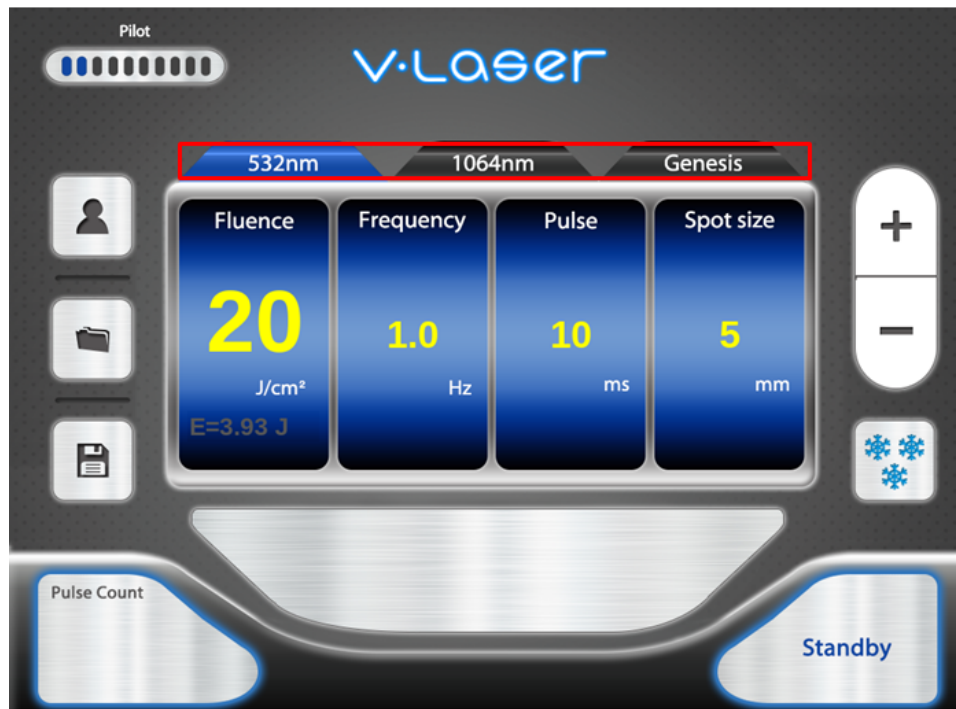 Pilot
V·Laser
532nm 1064nm Genesis
Fluence Frequency Pulse Spot size
20 1.0 10 5
J/cm² Hz ms mm
E=3.93 J
+
−
Pulse Count
Standby